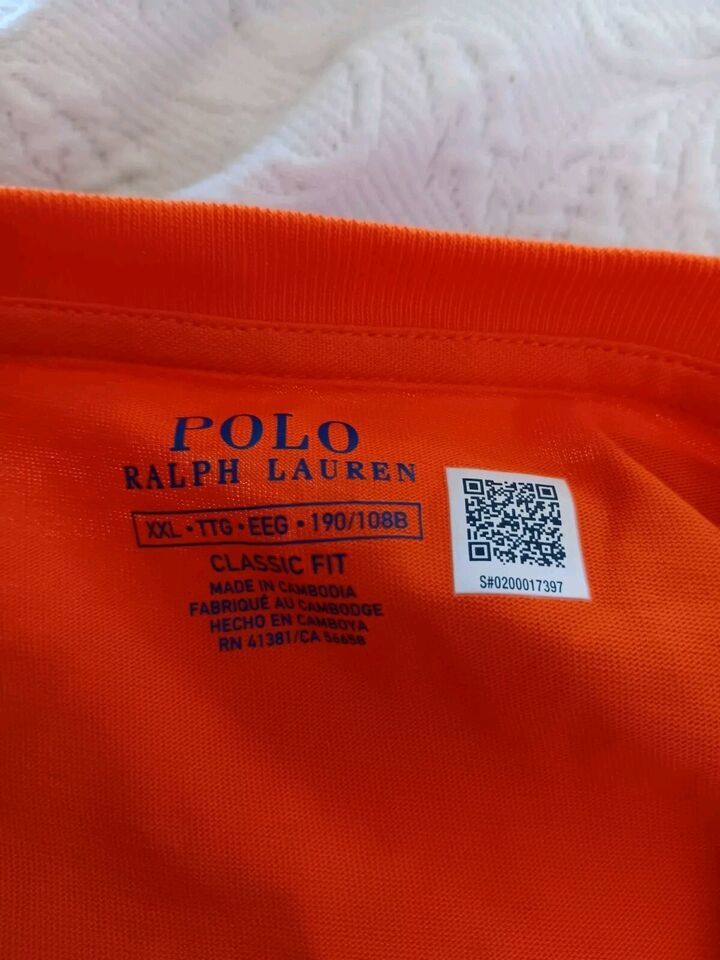 POLO
RALPH LAUREN
XXL • TTG • EEG • 190/108B
CLASSIC FIT
MADE IN CAMBODIA
FABRIQUÉ AU CAMBODGE
HECHO EN CAMBOYA
RN 41381/CA 56658
S#0200017397